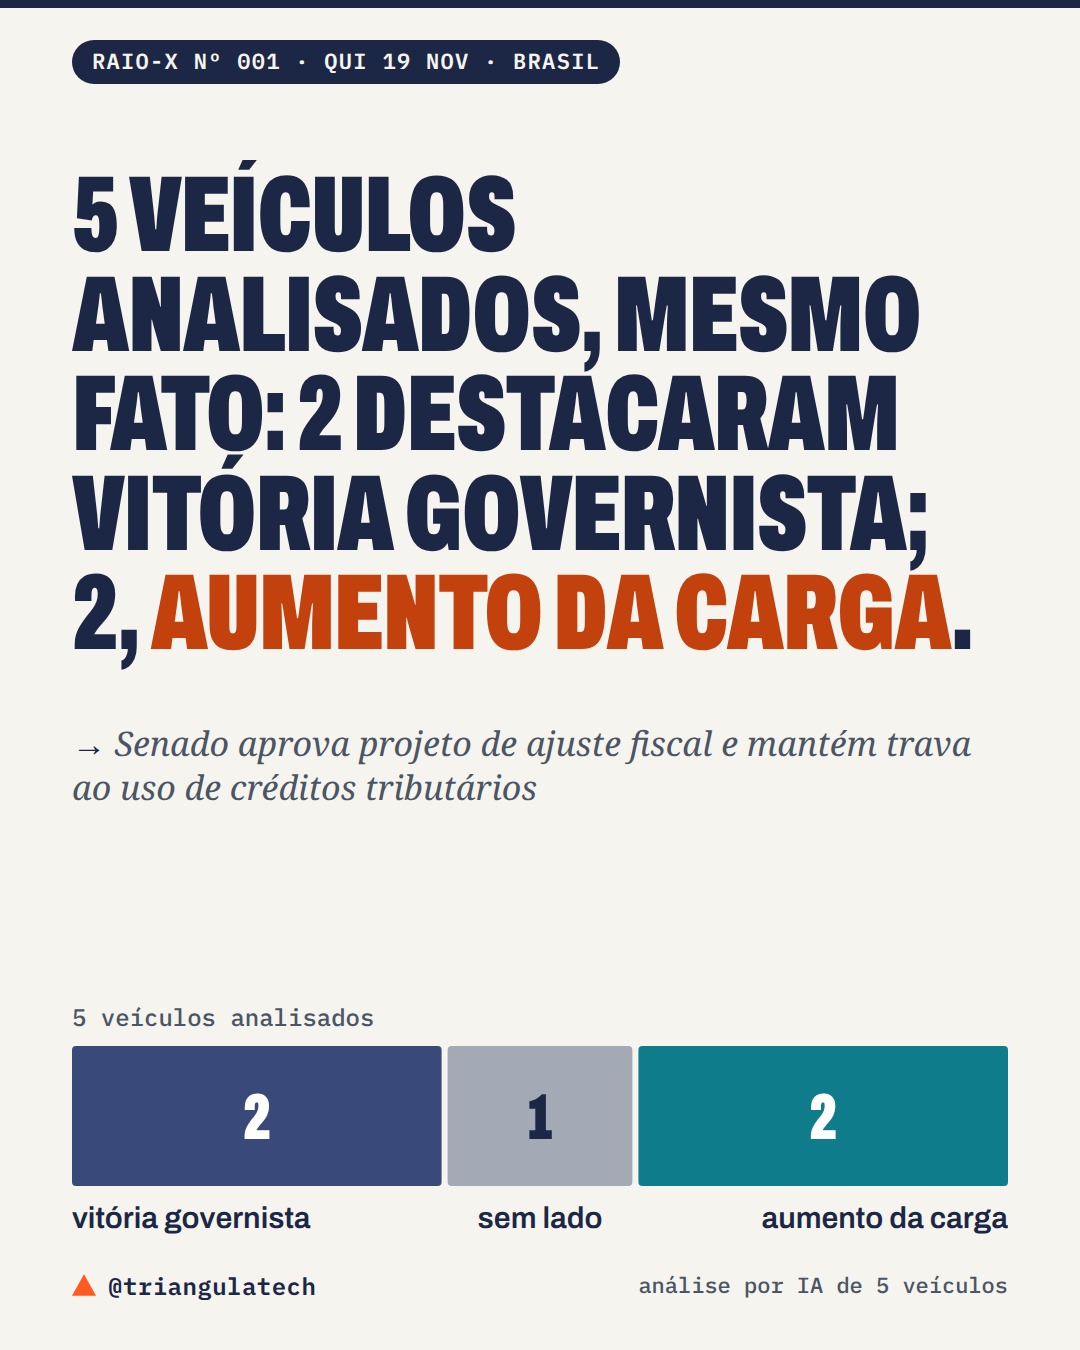 RAIO-X Nº 001 · QUI 19 NOV · BRASIL
5 VEÍCULOS
ANALISADOS, MESMO
FATO: 2 DESTACARAM
VITÓRIA GOVERNISTA;
2, AUMENTO DA CARGA.
→ Senado aprova projeto de ajuste fiscal e mantém trava
ao uso de créditos tributários
5 veículos analisados
2
1
2
vitória governista
sem lado
aumento da carga
@triangulatech
análise por IA de 5 veículos